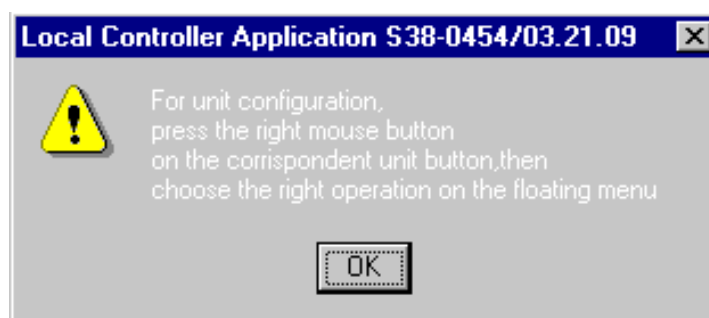 Local Controller Application S38-0454/03.21.09
For unit configuration,
press the right mouse button
on the corrispondent unit button,then
choose the right operation on the floating menu
OK